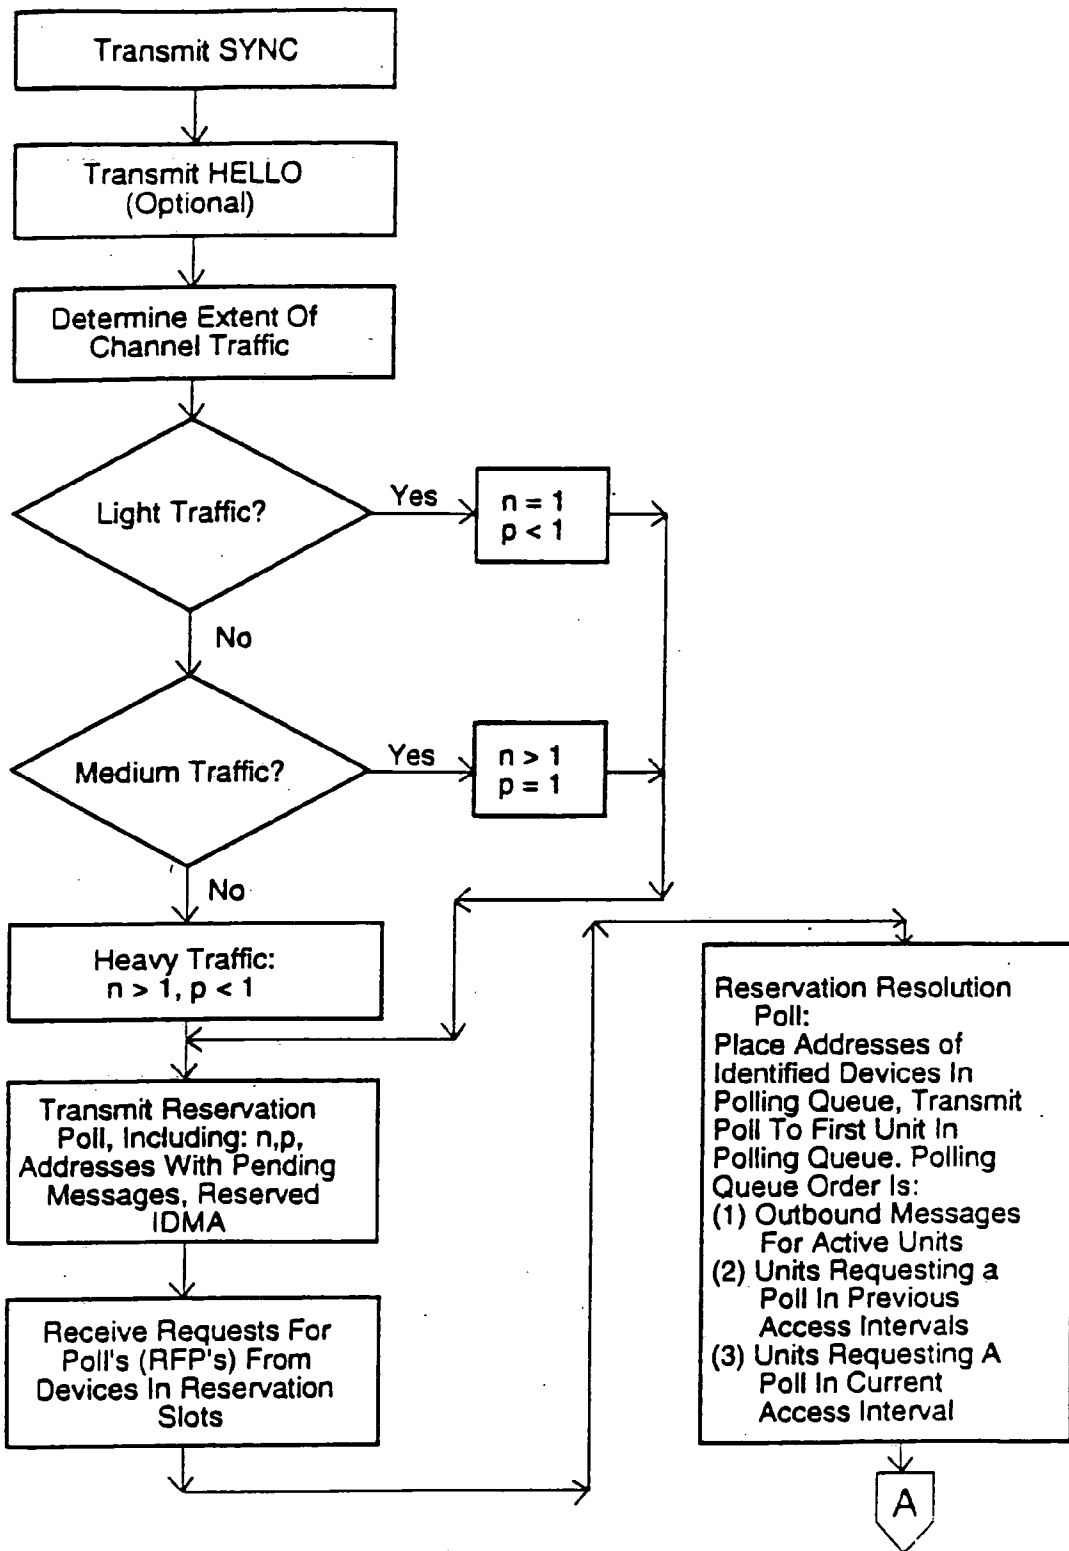 Transmit SYNC
Transmit HELLO
(Optional)
Determine Extent Of
Channel Traffic
Light Traffic?
Yes
n = 1
p < 1
No
Medium Traffic?
Yes
n > 1
p = 1
No
Heavy Traffic:
n > 1, p < 1
Transmit Reservation
Poll, Including: n,p,
Addresses With Pending
Messages, Reserved
IDMA
Receive Requests For
Poll's (RFP's) From
Devices In Reservation
Slots
Reservation Resolution
Poll:
Place Addresses of
Identified Devices In
Polling Queue, Transmit
Poll To First Unit In
Polling Queue. Polling
Queue Order Is:
(1) Outbound Messages
For Active Units
(2) Units Requesting a
Poll In Previous
Access Intervals
(3) Units Requesting A
Poll In Current
Access Interval
A